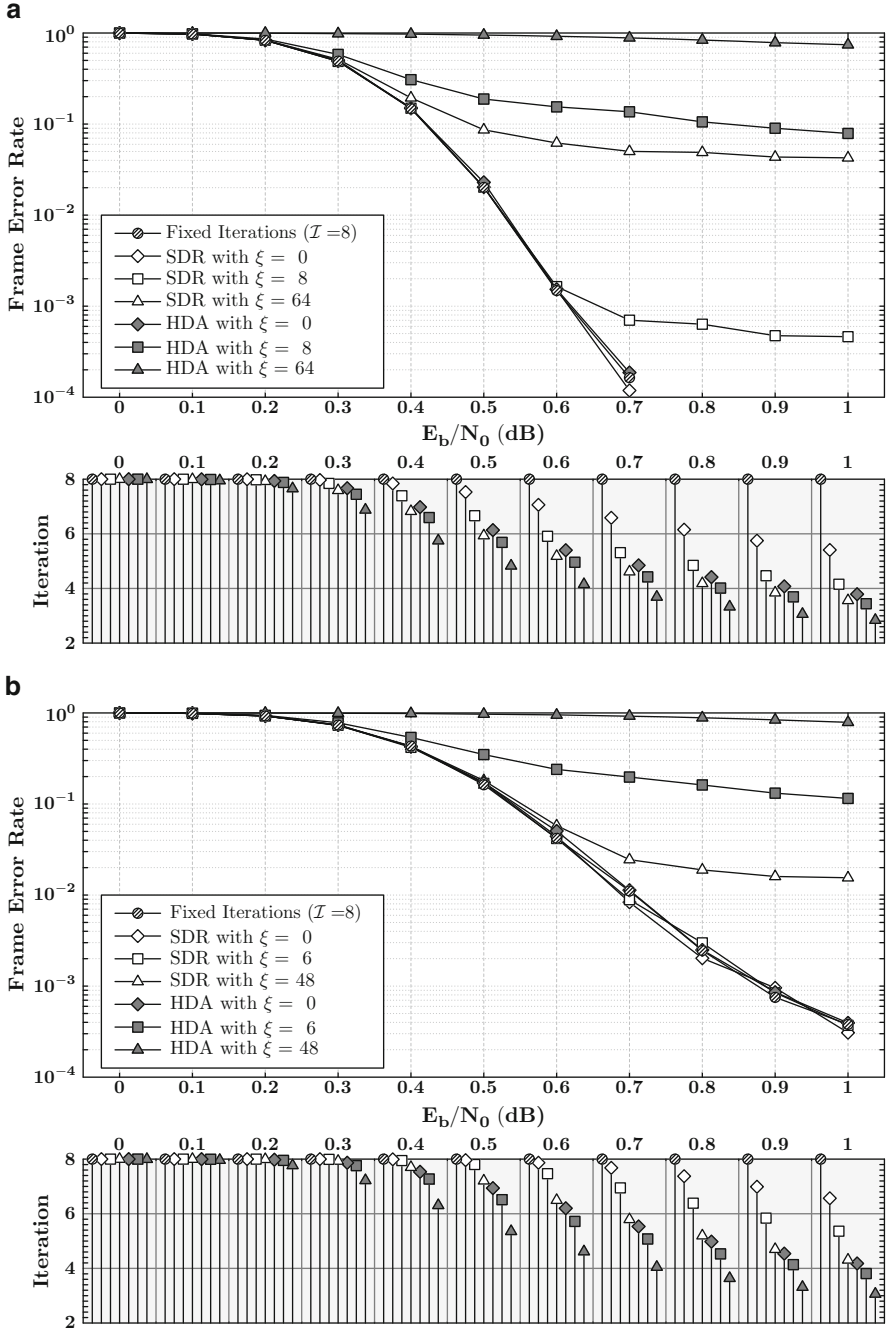 a
10^0
10^-1
10^-2
10^-3
10^-4
Frame Error Rate
Fixed Iterations (I =8)
SDR with ξ = 0
SDR with ξ = 8
SDR with ξ = 64
HDA with ξ = 0
HDA with ξ = 8
HDA with ξ = 64
0 0.1 0.2 0.3 0.4 0.5 0.6 0.7 0.8 0.9 1
E_b/N_0 (dB)
0 0.1 0.2 0.3 0.4 0.5 0.6 0.7 0.8 0.9 1
8
6
4
2
Iteration
b
10^0
10^-1
10^-2
10^-3
10^-4
Frame Error Rate
Fixed Iterations (I =8)
SDR with ξ = 0
SDR with ξ = 6
SDR with ξ = 48
HDA with ξ = 0
HDA with ξ = 6
HDA with ξ = 48
0 0.1 0.2 0.3 0.4 0.5 0.6 0.7 0.8 0.9 1
E_b/N_0 (dB)
0 0.1 0.2 0.3 0.4 0.5 0.6 0.7 0.8 0.9 1
8
6
4
2
Iteration